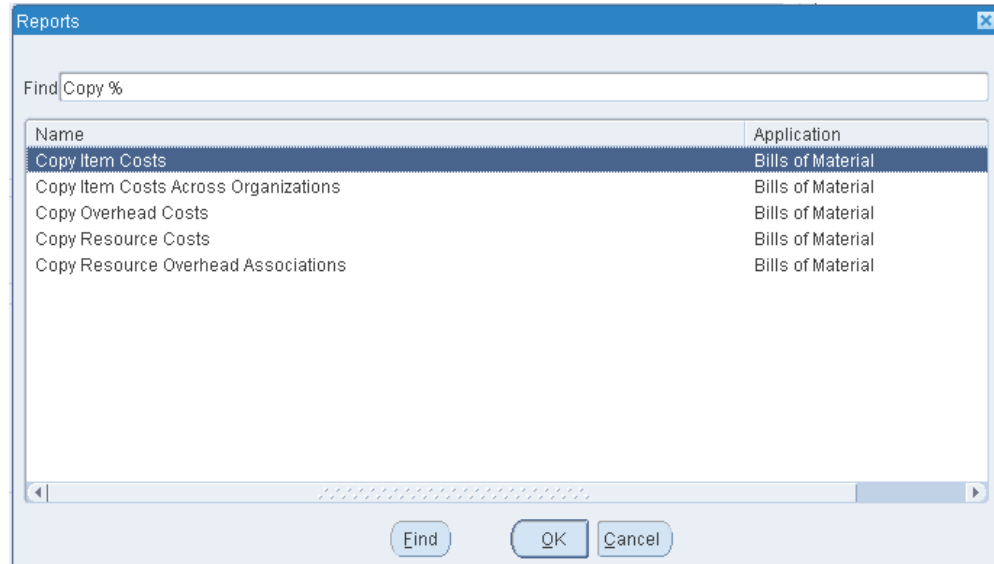 Reports
Find Copy %
Name Application
Copy Item Costs Bills of Material
Copy Item Costs Across Organizations Bills of Material
Copy Overhead Costs Bills of Material
Copy Resource Costs Bills of Material
Copy Resource Overhead Associations Bills of Material
Find OK Cancel